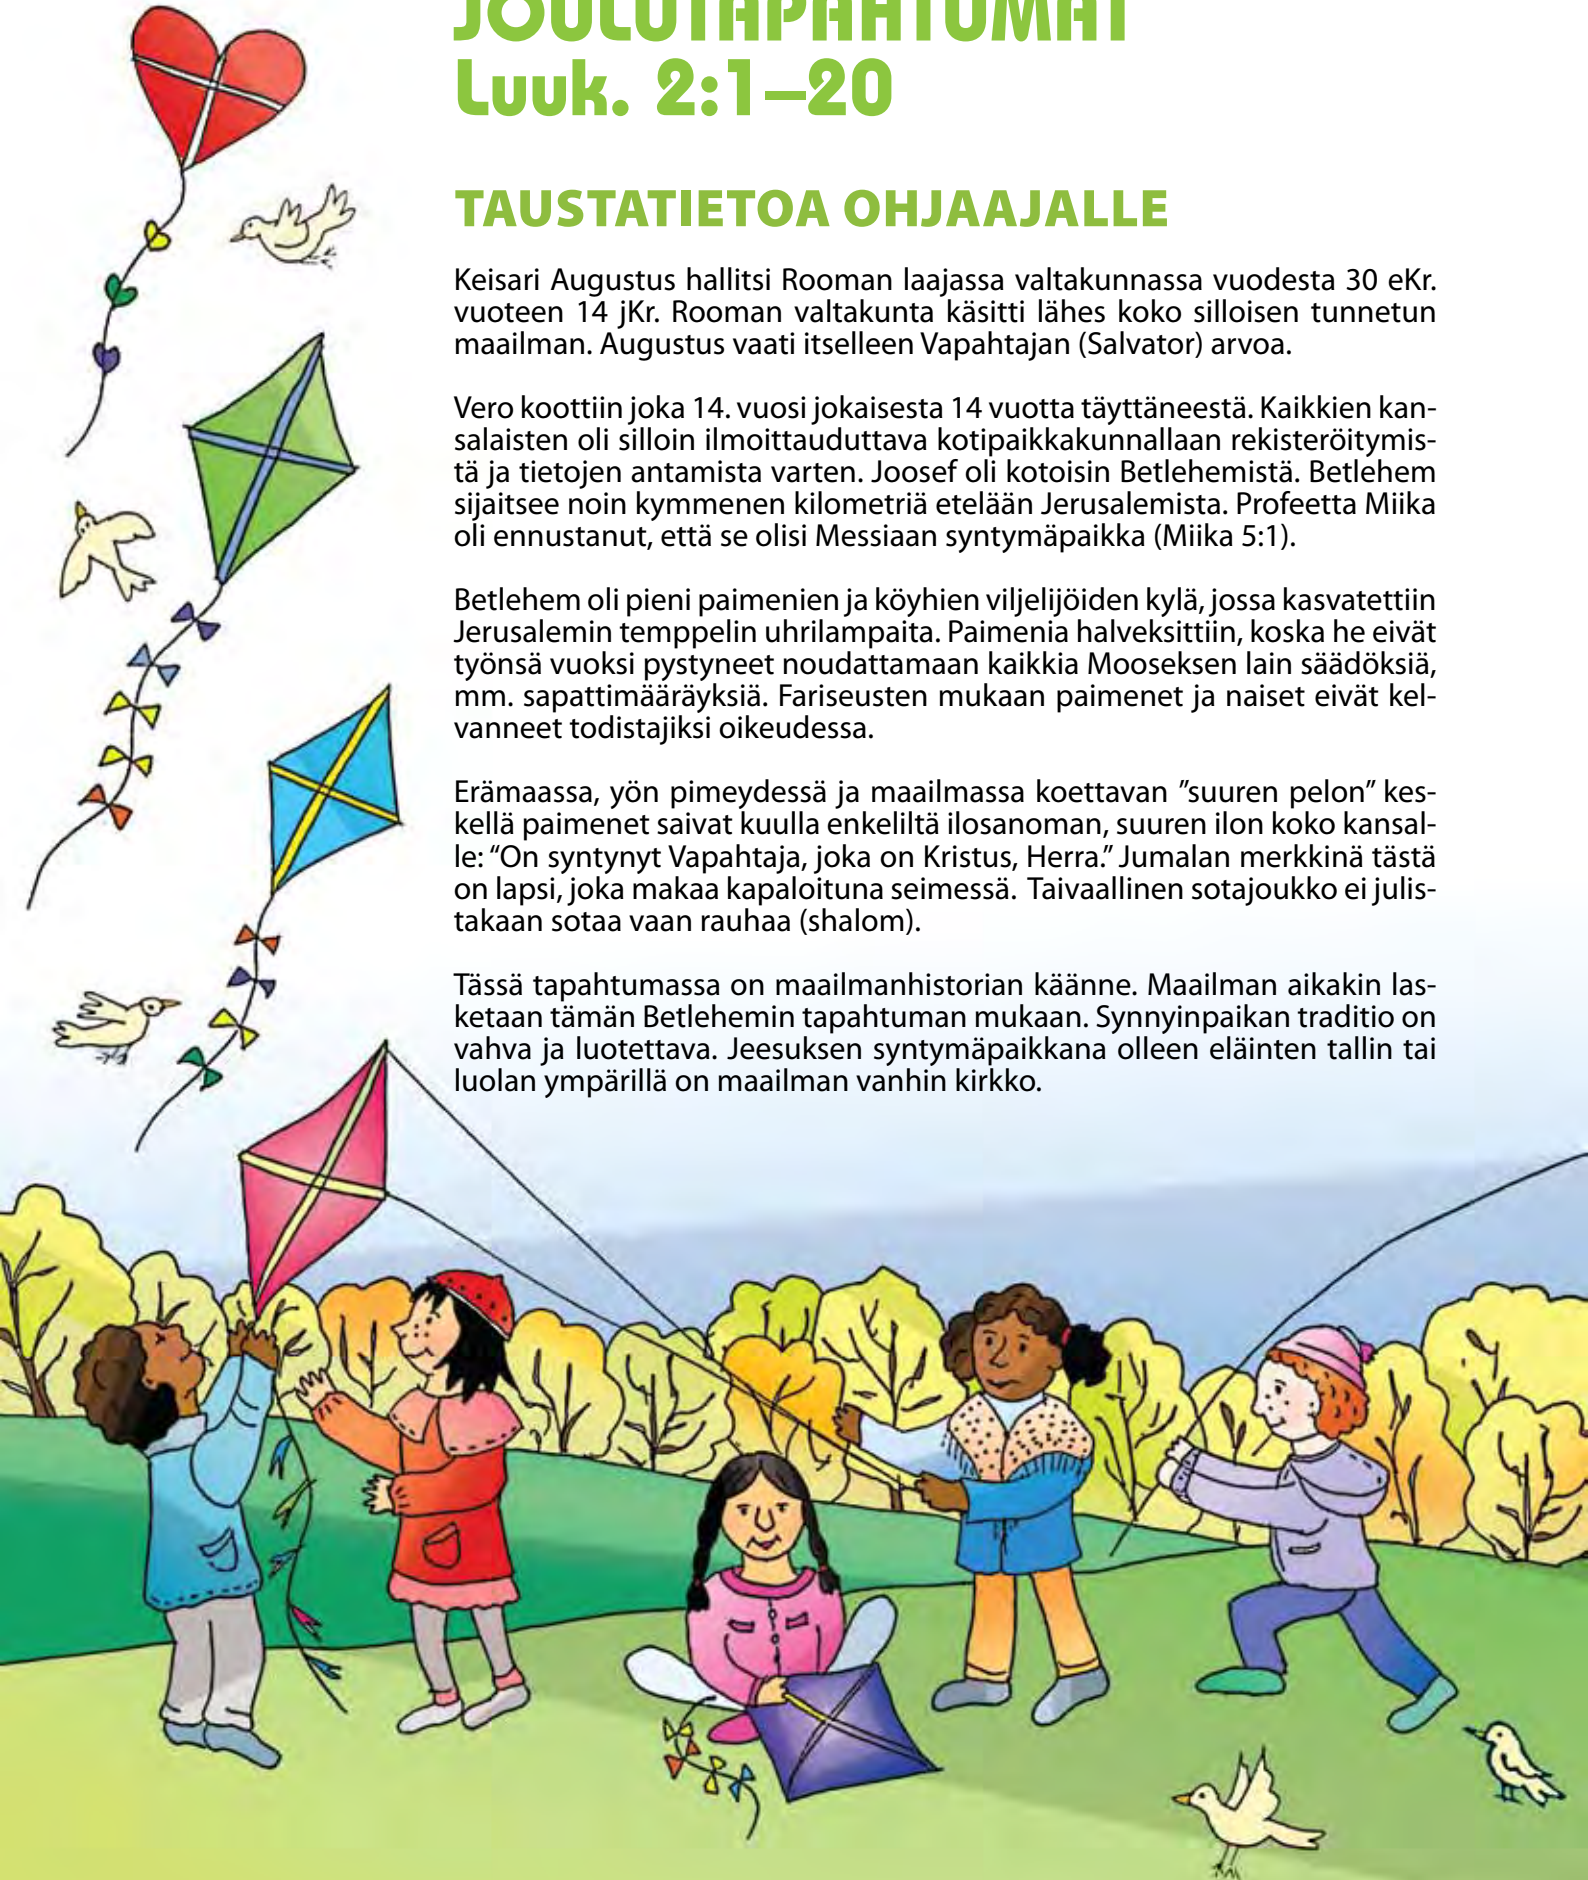 JOULUTAPAHTUMAT
Luuk. 2:1–20
TAUSTATIETOA OHJAAJALLE
Keisari Augustus hallitsi Rooman laajassa valtakunnassa vuodesta 30 eKr.
vuoteen 14 jKr. Rooman valtakunta käsitti lähes koko silloisen tunnetun
maailman. Augustus vaati itselleen Vapahtajan (Salvator) arvoa.
Vero koottiin joka 14. vuosi jokaisesta 14 vuotta täyttäneestä. Kaikkien kan-
salaisten oli silloin ilmoittauduttava kotipaikkakunnallaan rekisteröitymis-
tä ja tietojen antamista varten. Joosef oli kotoisin Betlehemistä. Betlehem
sijaitsee noin kymmenen kilometriä etelään Jerusalemista. Profeetta Miika
oli ennustanut, että se olisi Messiaan syntymäpaikka (Miika 5:1).
Betlehem oli pieni paimenien ja köyhien viljelijöiden kylä, jossa kasvatettiin
Jerusalemin temppelin uhrilampaita. Paimenia halveksittiin, koska he eivät
työnsä vuoksi pystyneet noudattamaan kaikkia Mooseksen lain säädöksiä,
mm. sapattimääräyksiä. Fariseusten mukaan paimenet ja naiset eivät kel-
vanneet todistajiksi oikeudessa.
Erämaassa, yön pimeydessä ja maailmassa koettavan ”suuren pelon” kes-
kellä paimenet saivat kuulla enkeliltä ilosanoman, suuren ilon koko kansal-
le: “On syntynyt Vapahtaja, joka on Kristus, Herra.” Jumalan merkkinä tästä
on lapsi, joka makaa kapaloituna seimessä. Taivaallinen sotajoukko ei julis-
takaan sotaa vaan rauhaa (shalom).
Tässä tapahtumassa on maailmanhistorian käänne. Maailman aikakin las-
ketaan tämän Betlehemin tapahtuman mukaan. Synnyinpaikan traditio on
vahva ja luotettava. Jeesuksen syntymäpaikkana olleen eläinten tallin tai
luolan ympärillä on maailman vanhin kirkko.